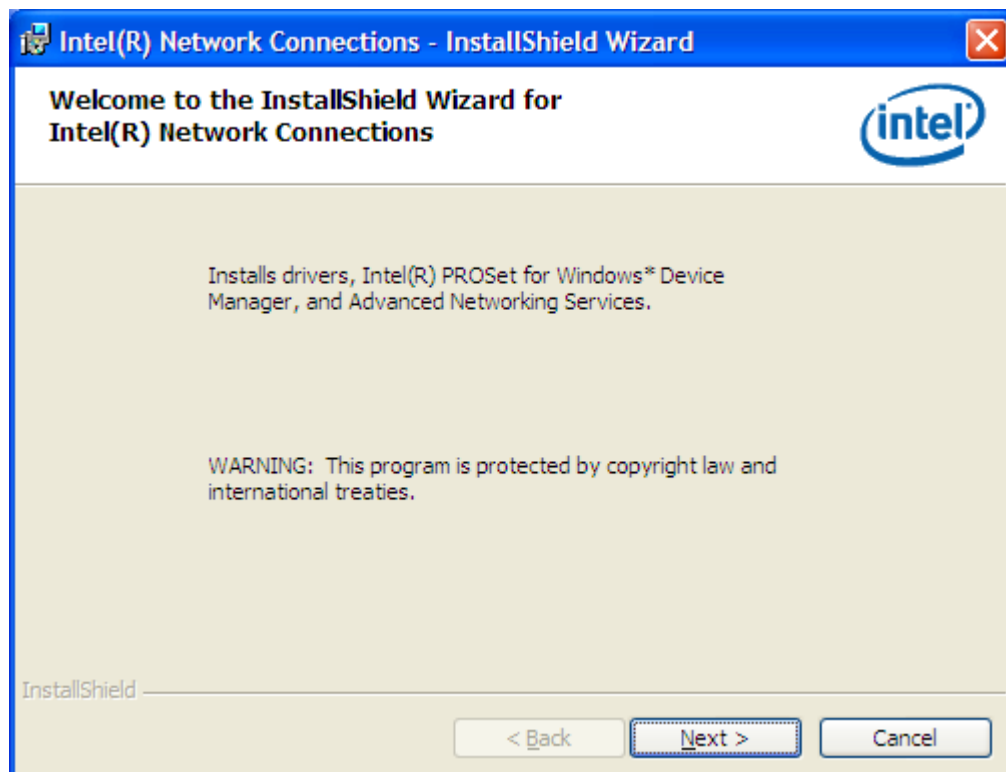 Intel(R) Network Connections - InstallShield Wizard
Welcome to the InstallShield Wizard for
Intel(R) Network Connections
intel
Installs drivers, Intel(R) PROSet for Windows* Device
Manager, and Advanced Networking Services.
WARNING:  This program is protected by copyright law and
international treaties.
InstallShield
< Back
Next >
Cancel